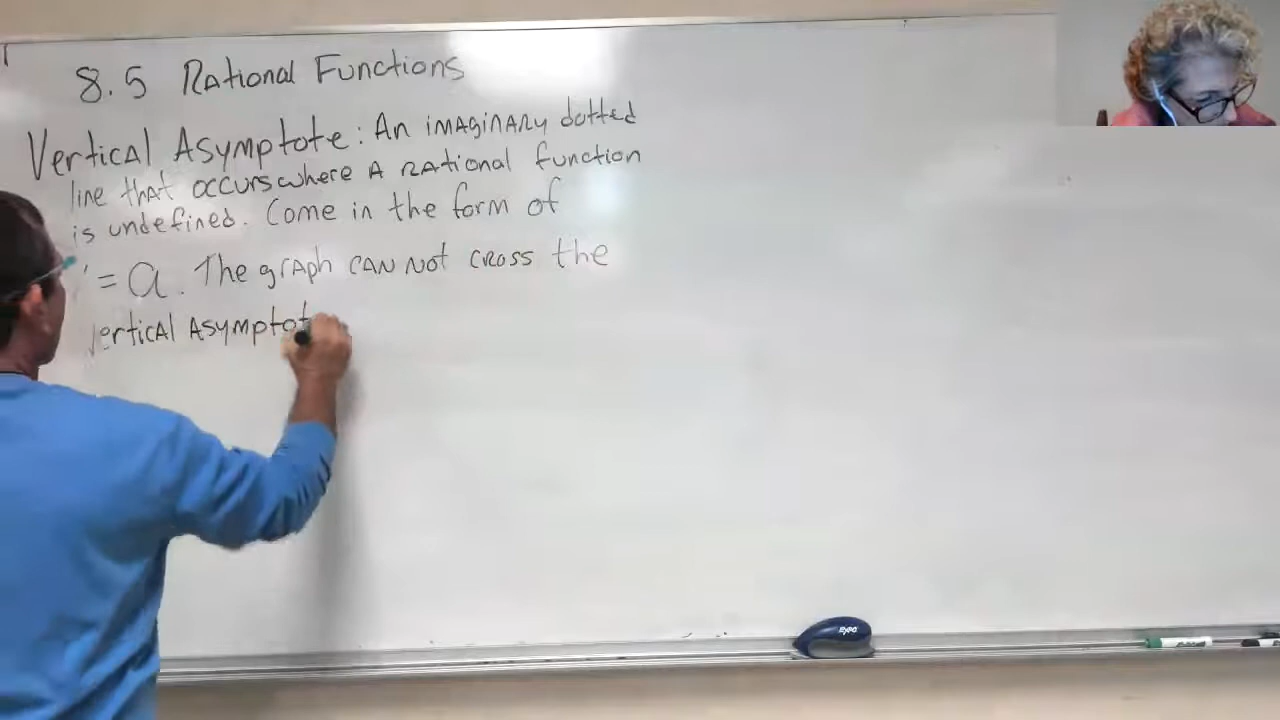 8.5 Rational Functions
Vertical Asymptote: An imaginary dotted
line that occurs where a rational function
is undefined. Come in the form of
= a. The graph can not cross the
vertical asymptot
EXPO